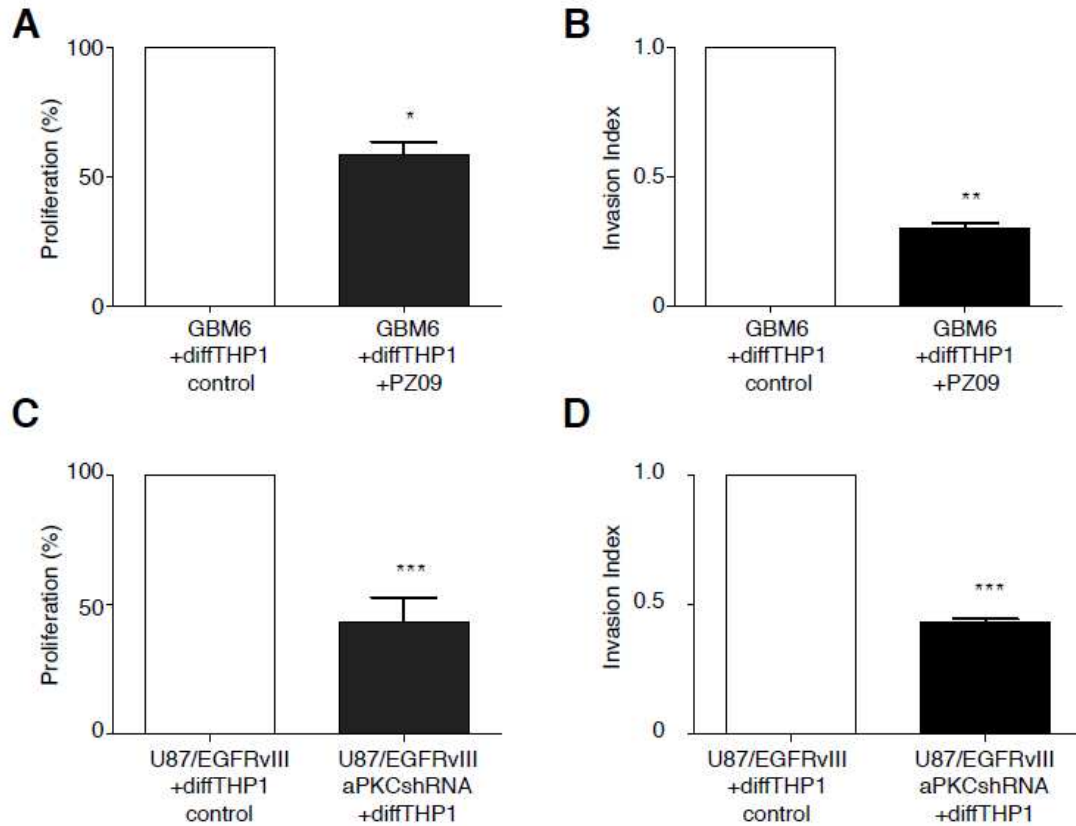 A
Proliferation (%)
100
50
0
*
GBM6
+diffTHP1
control
GBM6
+diffTHP1
+PZ09
B
Invasion Index
1.0
0.5
0
**
GBM6
+diffTHP1
control
GBM6
+diffTHP1
+PZ09
C
Proliferation (%)
100
50
0
***
U87/EGFRvIII
+diffTHP1
control
U87/EGFRvIII
aPKCshRNA
+diffTHP1
D
Invasion Index
1.0
0.5
0
***
U87/EGFRvIII
+diffTHP1
control
U87/EGFRvIII
aPKCshRNA
+diffTHP1